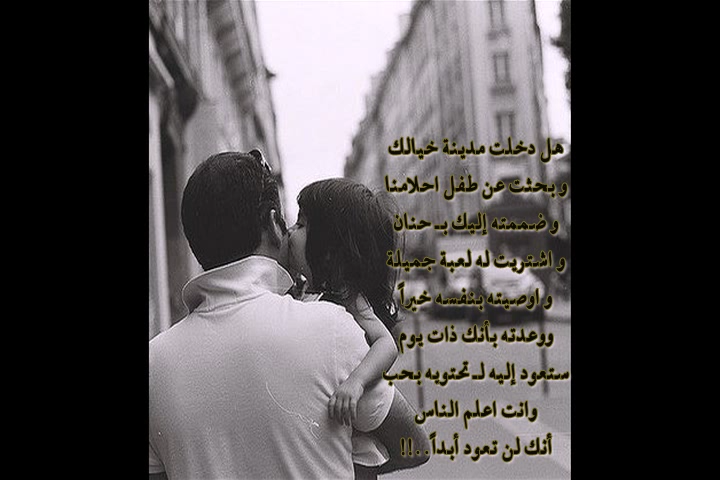 هل دخلت مدينة خيالك
و بحثت عن طفل احلامنا
و ضممته إليك بـ حنان
و اشتريت له لعبة جميلة
و اوصيته بنفسه خيراً
ووعدته بأنك ذات يوم
ستعود إليه لـ تحتويه بحب
وانت اعلم الناس
أنك لن تعود أبداً..!!